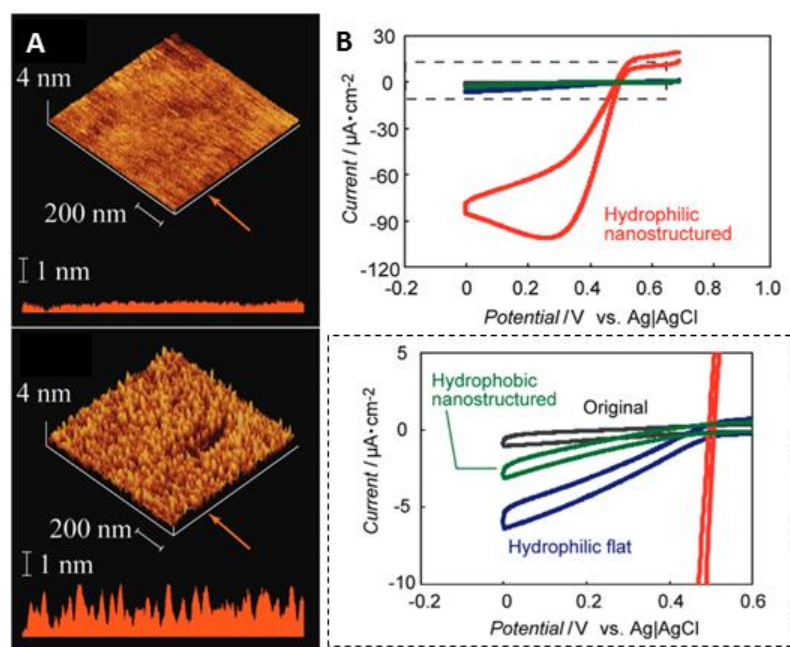 A
4 nm
200 nm
1 nm
4 nm
200 nm
1 nm
B
30
0
-30
-60
-90
-120
Current / µA·cm-2
Hydrophilic
nanostructured
-0.2 0 0.2 0.4 0.6 0.8 1.0
Potential / V vs. Ag|AgCl
5
0
-5
-10
Current / µA·cm-2
Hydrophobic
nanostructured
Original
Hydrophilic flat
-0.2 0 0.2 0.4 0.6
Potential / V vs. Ag|AgCl